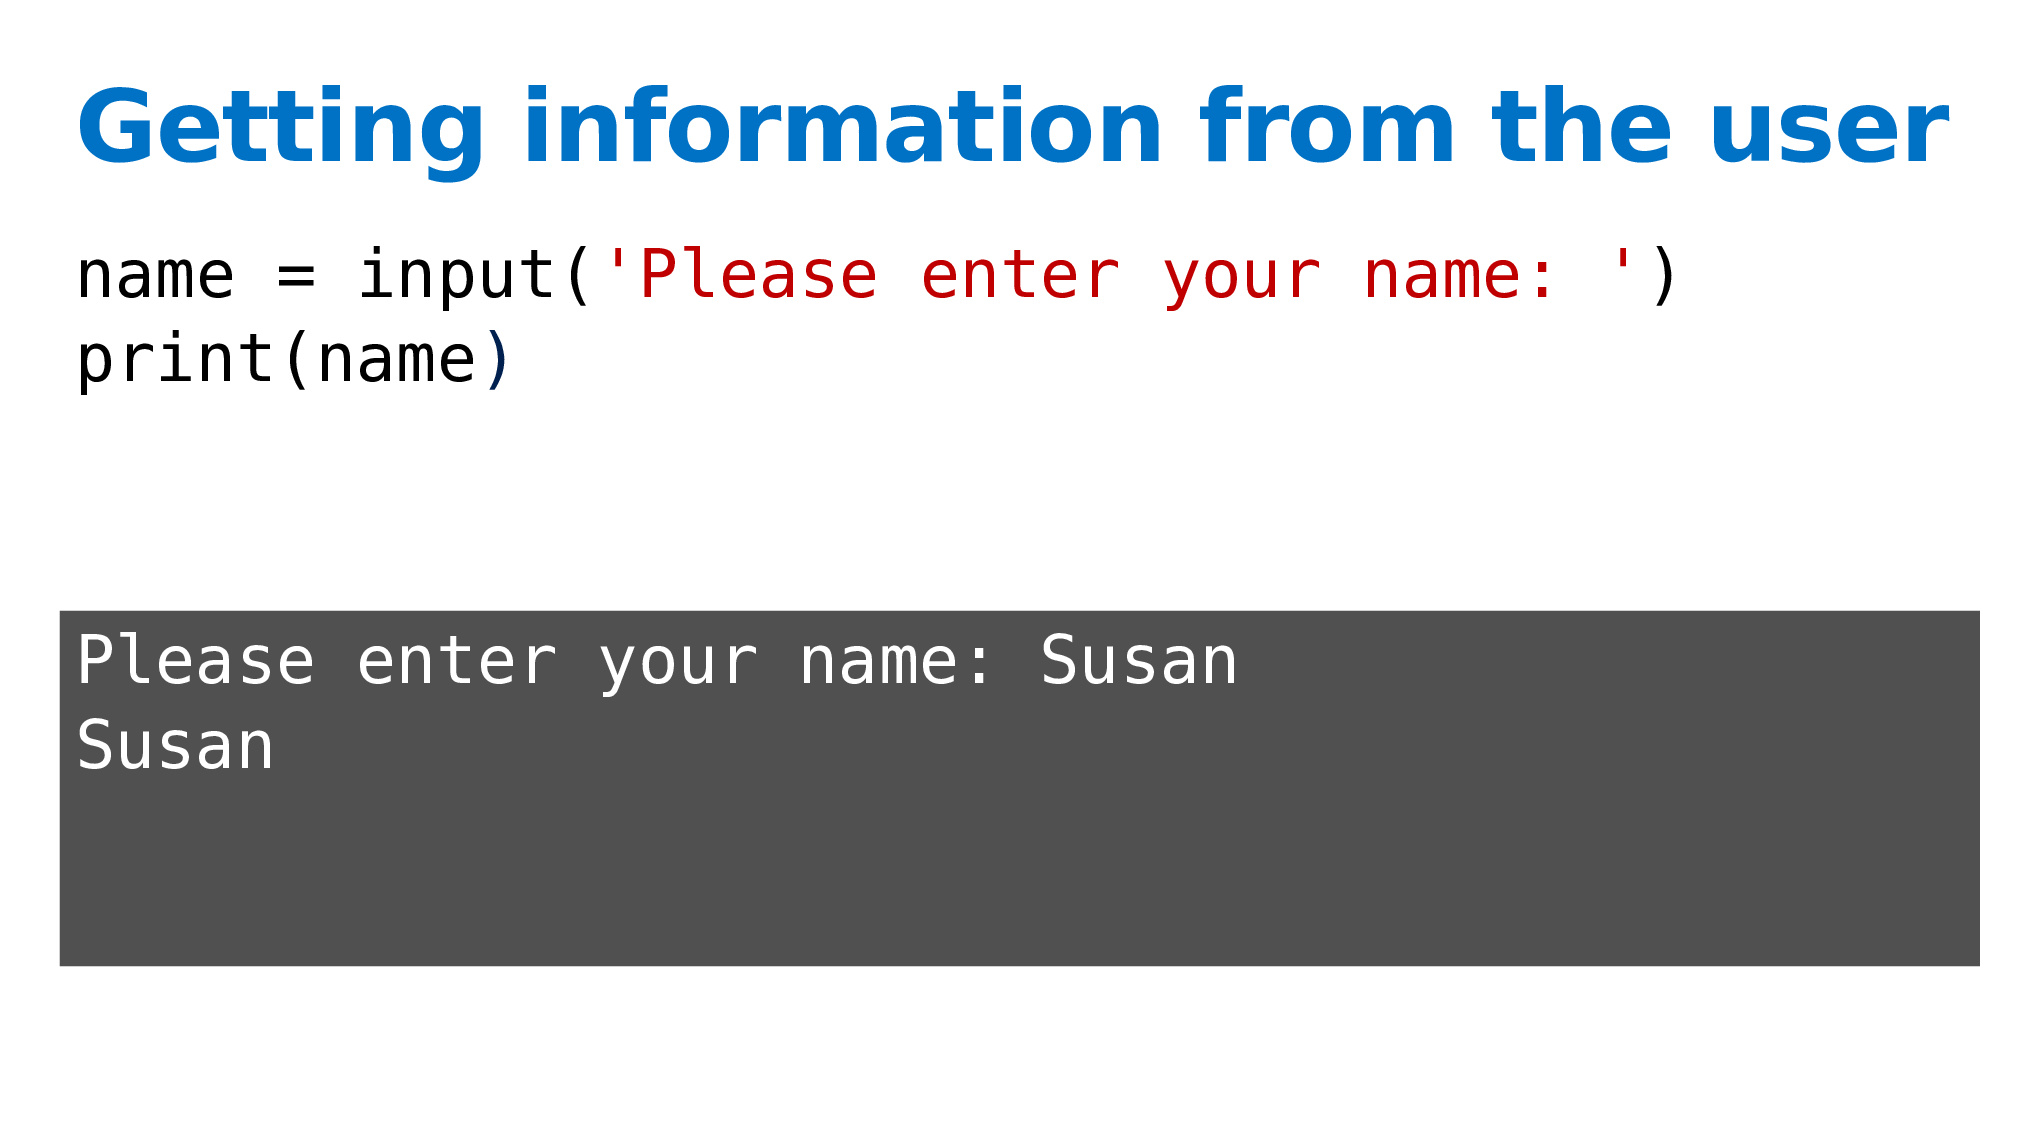 Getting information from the user
name = input('Please enter your name: ')
print(name)
Please enter your name: Susan
Susan